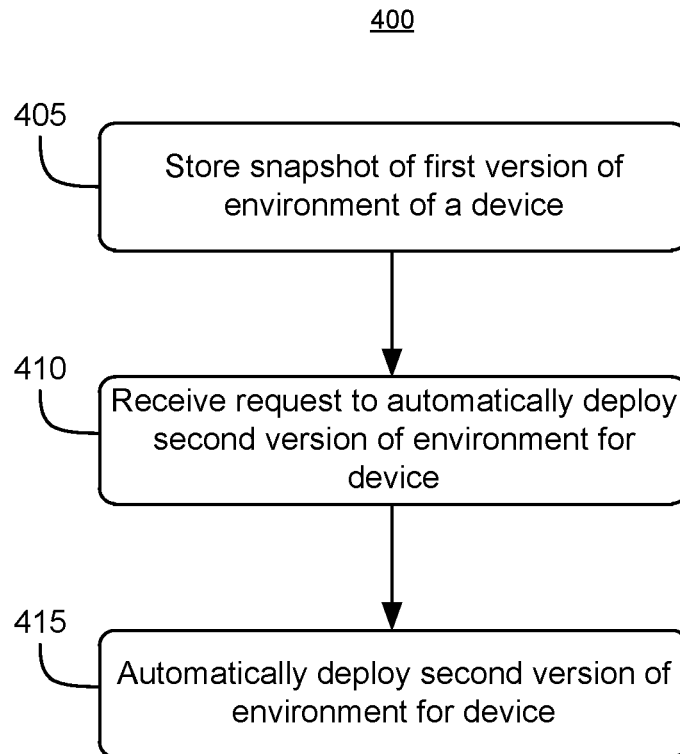 400
405
Store snapshot of first version of
environment of a device
410
Receive request to automatically deploy
second version of environment for
device
415
Automatically deploy second version of
environment for device